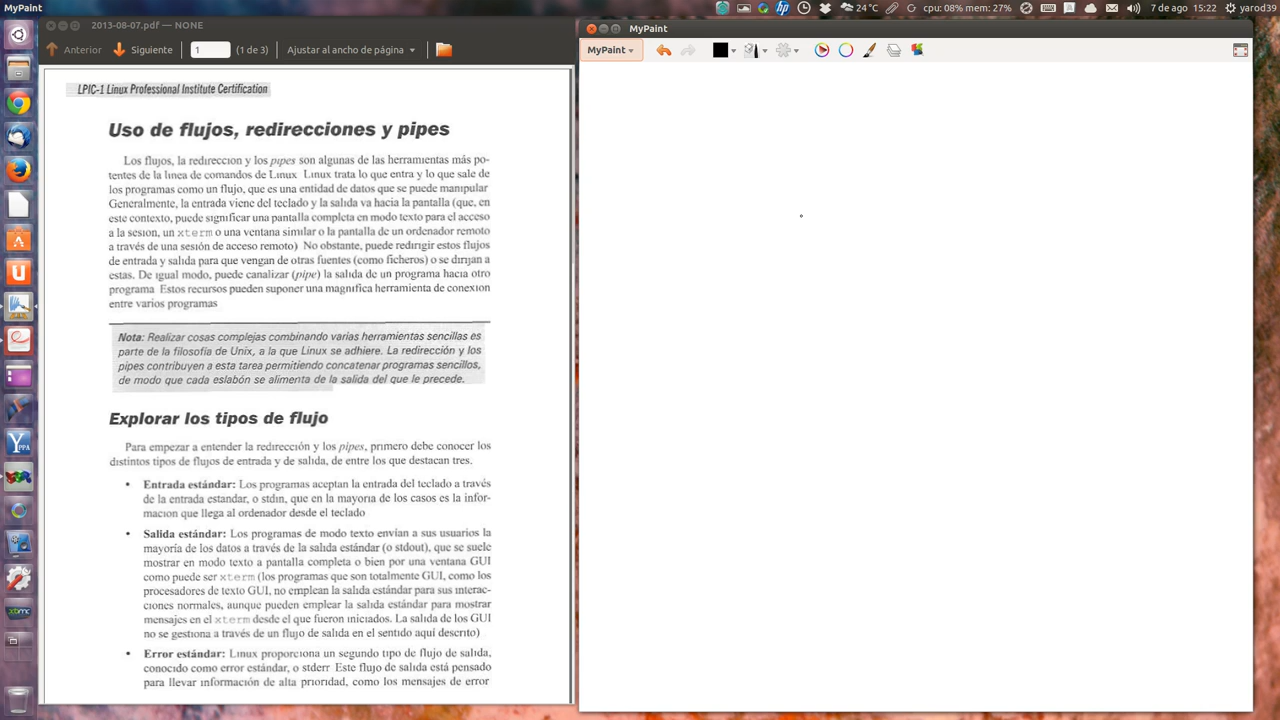 MyPaint
24°C
cpu: 08% mem: 27%
7 de ago
15:22
yarod39
2013-08-07.pdf — NONE
Anterior
Siguiente
1
(1 de 3)
Ajustar al ancho de página
LPIC-1 Linux Professional Institute Certification
Uso de flujos, redirecciones y pipes
Los flujos, la redireccion y los pipes son algunas de las herramientas más po-
tentes de la linea de comandos de Linux Linux trata lo que entra y lo que sale de
los programas como un flujo, que es una entidad de datos que se puede manipular
Generalmente, la entrada viene del teclado y la salida va hacia la pantalla (que, en
este contexto, puede significar una pantalla completa en modo texto para el acceso
a la sesion, un xterm o una ventana similar o la pantalla de un ordenador remoto
a través de una sesión de acceso remoto) No obstante, puede redirigir estos flujos
de entrada y salida para que vengan de otras fuentes (como ficheros) o se dirijan a
estas. De igual modo, puede canalizar (pipe) la salida de un programa hacia otro
programa Estos recursos pueden suponer una magnifica herramienta de conexion
entre varios programas
Nota: Realizar cosas complejas combinando varias herramientas sencillas es
parte de la filosofía de Unix, a la que Linux se adhiere. La redirección y los
pipes contribuyen a esta tarea permitiendo concatenar programas sencillos,
de modo que cada eslabón se alimenta de la salida del que le precede.
Explorar los tipos de flujo
Para empezar a entender la redirección y los pipes, primero debe conocer los
distintos tipos de flujos de entrada y de salida, de entre los que destacan tres.
• Entrada estándar: Los programas aceptan la entrada del teclado a través
de la entrada estandar, o stdin, que en la mayoria de los casos es la infor-
macion que llega al ordenador desde el teclado
• Salida estándar: Los programas de modo texto envian a sus usuarios la
mayoría de los datos a través de la salida estándar (o stdout), que se suele
mostrar en modo texto a pantalla completa o bien por una ventana GUI
como puede ser xterm (los programas que son totalmente GUI, como los
procesadores de texto GUI, no emplean la salida estándar para sus interac-
ciones normales, aunque pueden emplear la salida estándar para mostrar
mensajes en el xterm desde el que fueron iniciados. La salida de los GUI
no se gestiona a través de un flujo de salida en el sentido aquí descrito)
• Error estándar: Linux proporciona un segundo tipo de flujo de salida,
conocido como error estándar, o stderr Este flujo de salida está pensado
para llevar información de alta prioridad, como los mensajes de error
MyPaint
MyPaint